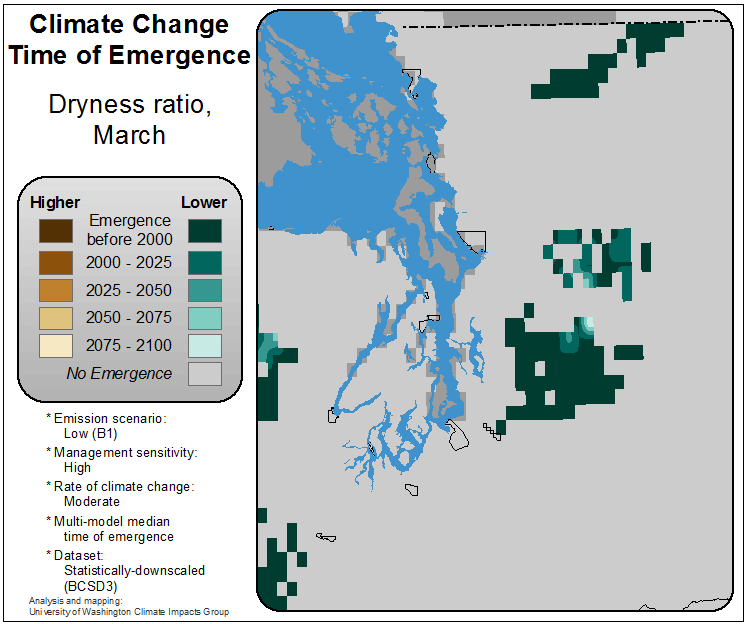 Climate Change
Time of Emergence
Dryness ratio,
March
Higher Lower
Emergence
before 2000
2000 - 2025
2025 - 2050
2050 - 2075
2075 - 2100
No Emergence
* Emission scenario:
Low (B1)
* Management sensitivity:
High
* Rate of climate change:
Moderate
* Multi-model median
time of emergence
* Dataset:
Statistically-downscaled
(BCSD3)
Analysis and mapping:
University of Washington Climate Impacts Group